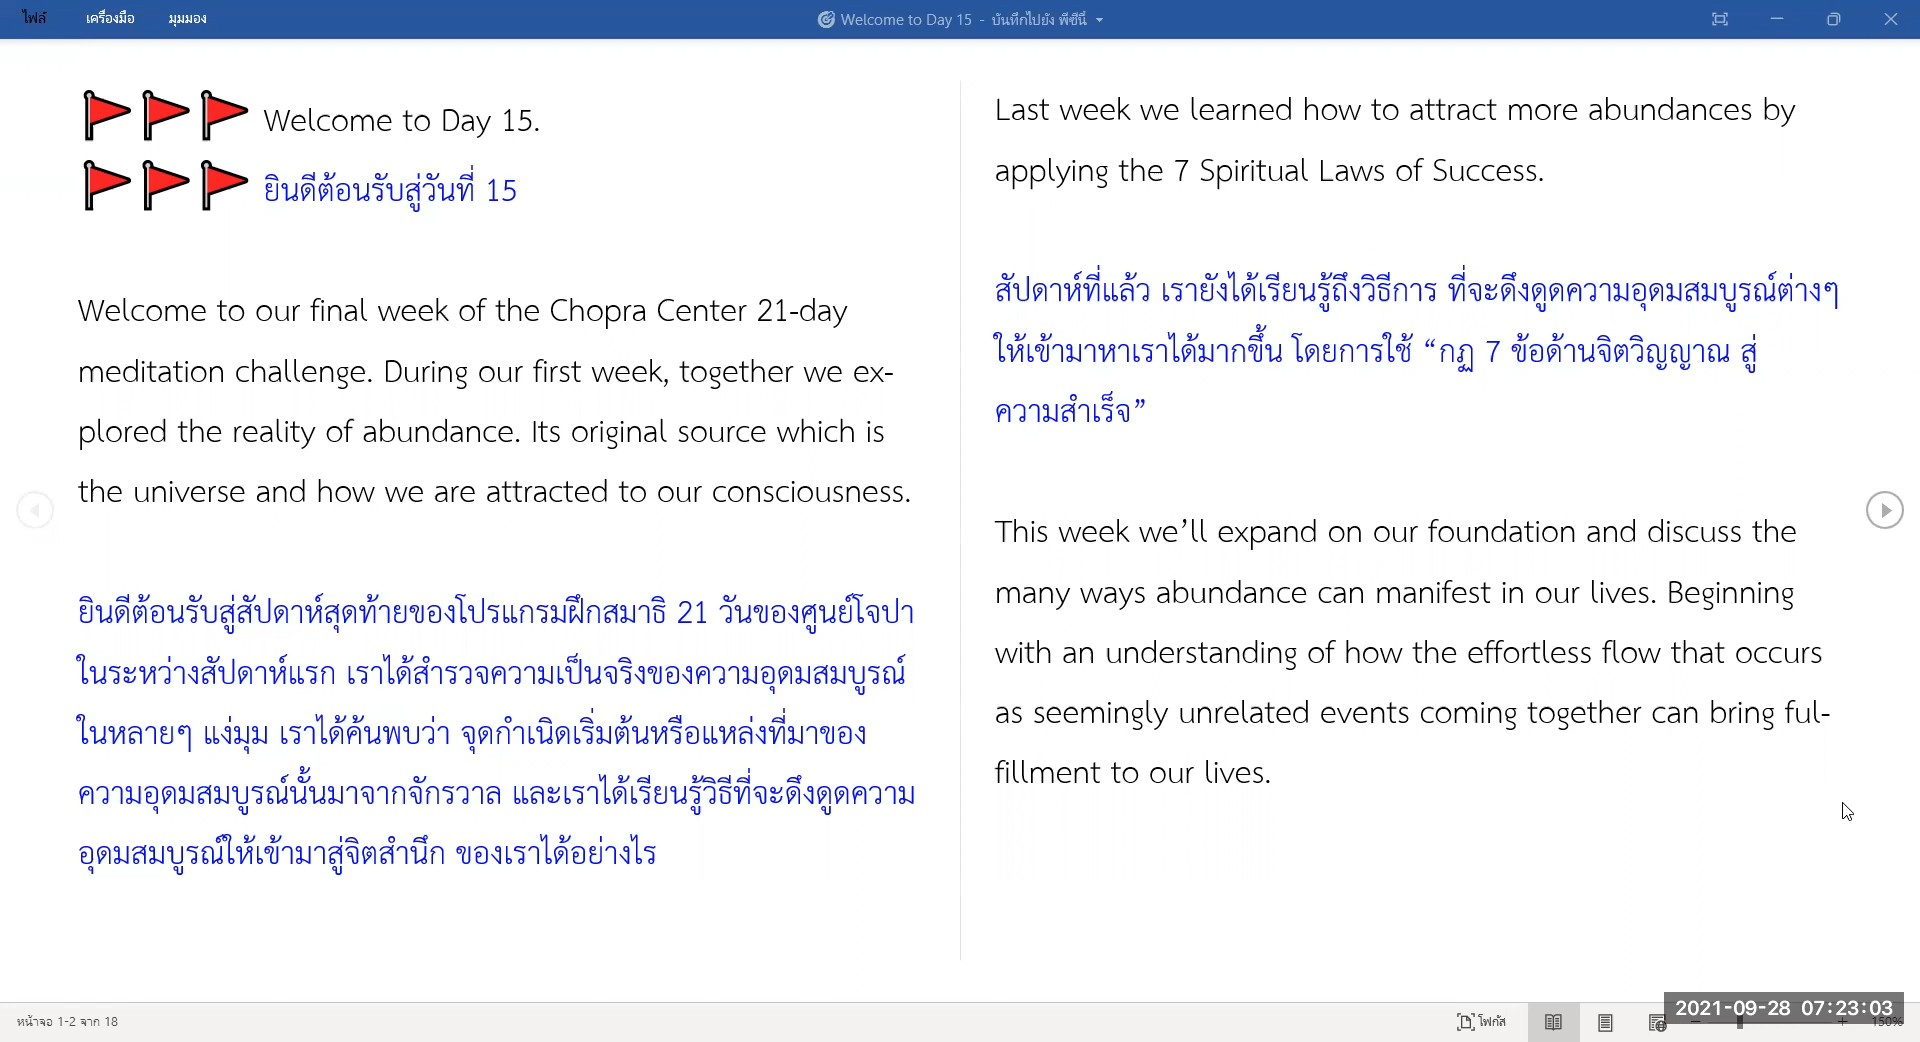 ไฟล์ เครื่องมือ มุมมอง
Welcome to Day 15 - บันทึกไปยัง พีซีนี้
Welcome to Day 15.
ยินดีต้อนรับสู่วันที่ 15
Welcome to our final week of the Chopra Center 21-day
meditation challenge. During our first week, together we ex-
plored the reality of abundance. Its original source which is
the universe and how we are attracted to our consciousness.
ยินดีต้อนรับสู่สัปดาห์สุดท้ายของโปรแกรมฝึกสมาธิ 21 วันของศูนย์โจปา
ในระหว่างสัปดาห์แรก เราได้สำรวจความเป็นจริงของความอุดมสมบูรณ์
ในหลายๆ แง่มุม เราได้ค้นพบว่า จุดกำเนิดเริ่มต้นหรือแหล่งที่มาของ
ความอุดมสมบูรณ์นั้นมาจากจักรวาล และเราได้เรียนรู้วิธีที่จะดึงดูดความ
อุดมสมบูรณ์ให้เข้ามาสู่จิตสำนึก ของเราได้อย่างไร
Last week we learned how to attract more abundances by
applying the 7 Spiritual Laws of Success.
สัปดาห์ที่แล้ว เรายังได้เรียนรู้ถึงวิธีการ ที่จะดึงดูดความอุดมสมบูรณ์ต่างๆ
ให้เข้ามาหาเราได้มากขึ้น โดยการใช้ “กฏ 7 ข้อด้านจิตวิญญาณ สู่
ความสำเร็จ”
This week we’ll expand on our foundation and discuss the
many ways abundance can manifest in our lives. Beginning
with an understanding of how the effortless flow that occurs
as seemingly unrelated events coming together can bring ful-
fillment to our lives.
หน้าจอ 1-2 จาก 18
โฟกัส
2021-09-28 07:23:03
150%